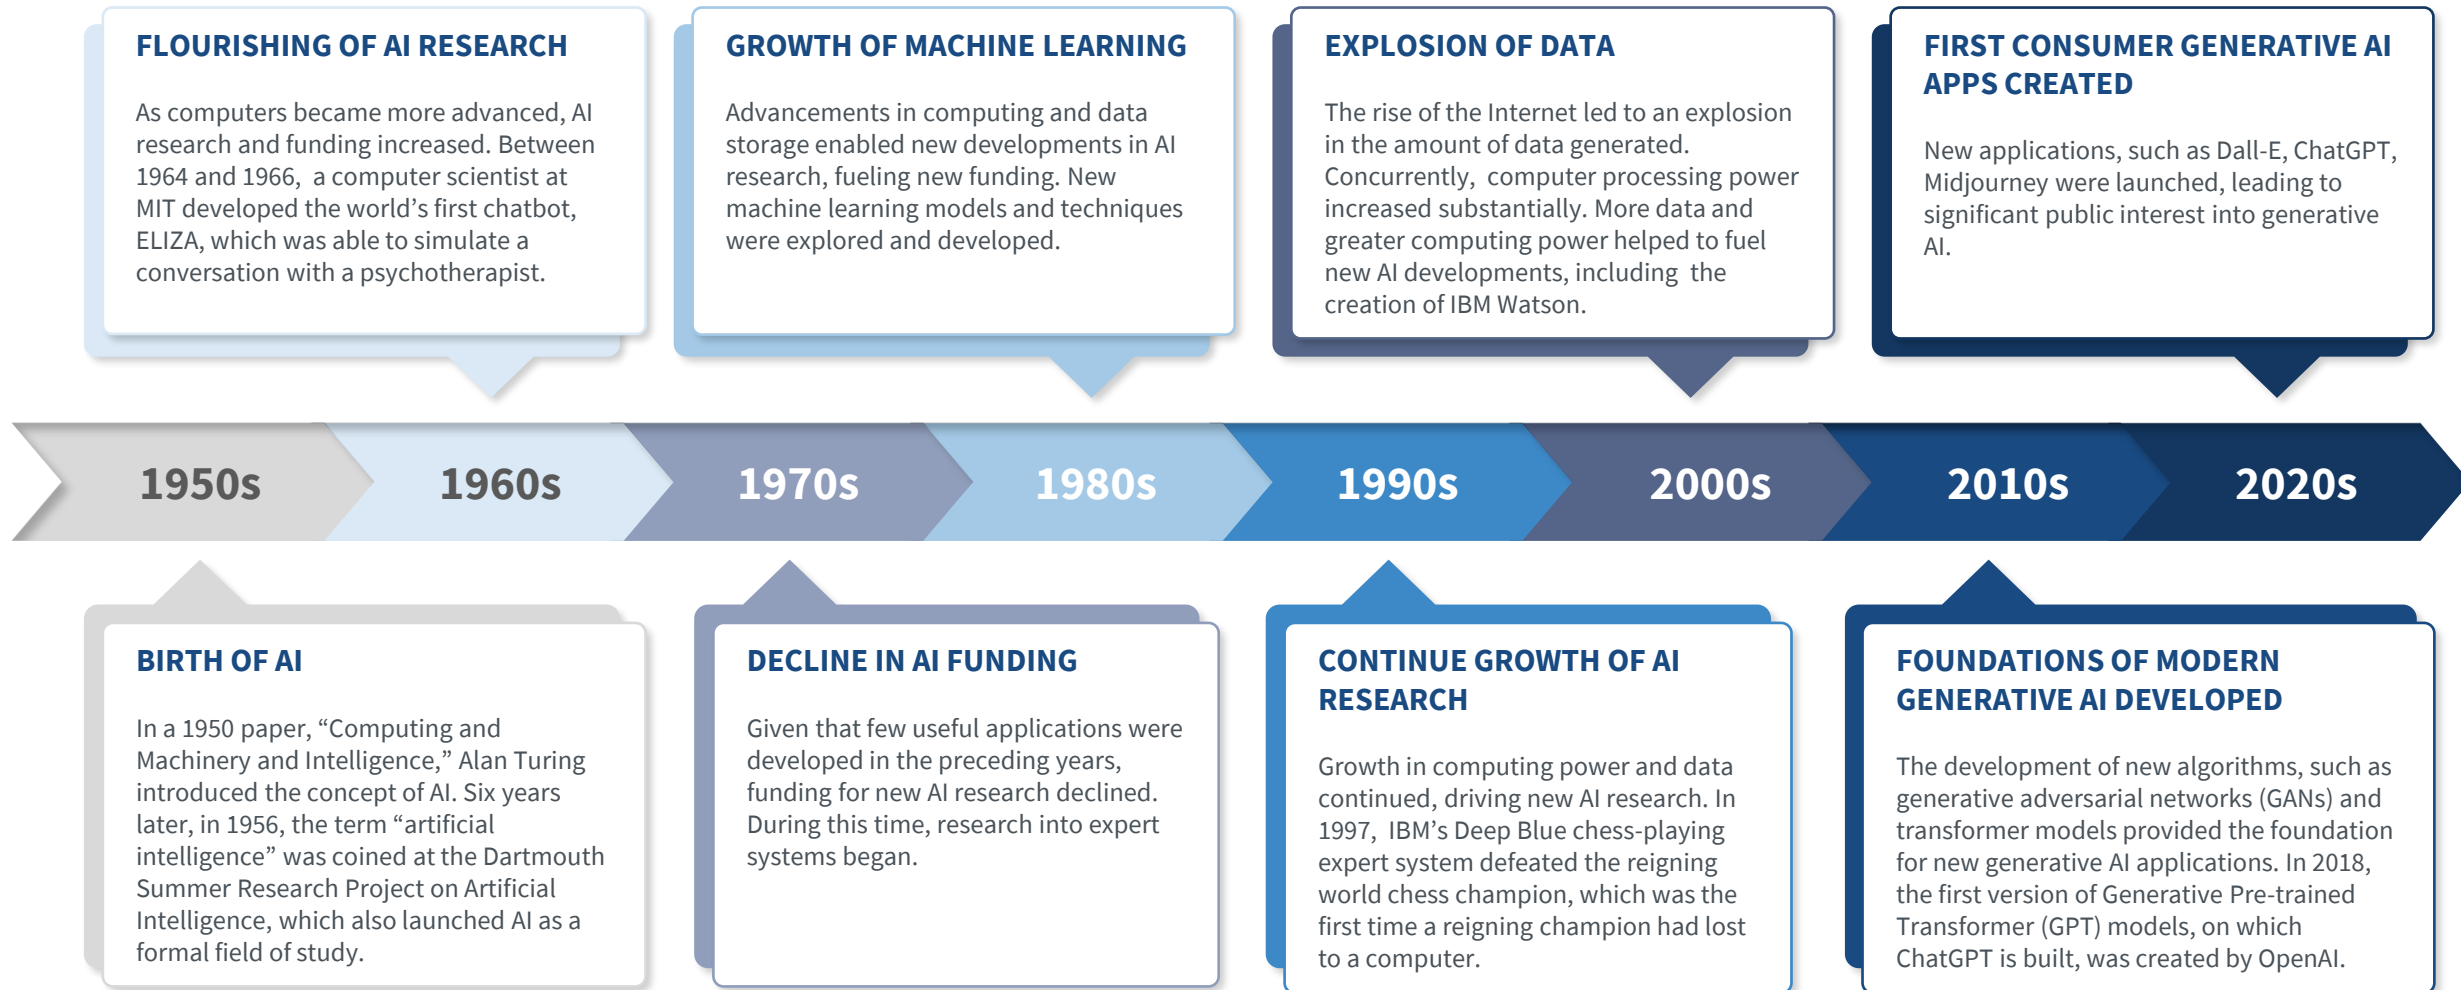 FLOURISHING OF AI RESEARCH
As computers became more advanced, AI
research and funding increased. Between
1964 and 1966,  a computer scientist at
MIT developed the world's first chatbot,
ELIZA, which was able to simulate a
conversation with a psychotherapist.
GROWTH OF MACHINE LEARNING
Advancements in computing and data
storage enabled new developments in AI
research, fueling new funding. New
machine learning models and techniques
were explored and developed.
EXPLOSION OF DATA
The rise of the Internet led to an explosion
in the amount of data generated.
Concurrently,  computer processing power
increased substantially. More data and
greater computing power helped to fuel
new AI developments, including  the
creation of IBM Watson.
FIRST CONSUMER GENERATIVE AI
APPS CREATED
New applications, such as Dall-E, ChatGPT,
Midjourney were launched, leading to
significant public interest into generative
AI.
1950s
1960s
1970s
1980s
1990s
2000s
2010s
2020s
BIRTH OF AI
In a 1950 paper, “Computing and
Machinery and Intelligence,” Alan Turing
introduced the concept of AI. Six years
later, in 1956, the term “artificial
intelligence” was coined at the Dartmouth
Summer Research Project on Artificial
Intelligence, which also launched AI as a
formal field of study.
DECLINE IN AI FUNDING
Given that few useful applications were
developed in the preceding years,
funding for new AI research declined.
During this time, research into expert
systems began.
CONTINUE GROWTH OF AI
RESEARCH
Growth in computing power and data
continued, driving new AI research. In
1997,  IBM's Deep Blue chess-playing
expert system defeated the reigning
world chess champion, which was the
first time a reigning champion had lost
to a computer.
FOUNDATIONS OF MODERN
GENERATIVE AI DEVELOPED
The development of new algorithms, such as
generative adversarial networks (GANs) and
transformer models provided the foundation
for new generative AI applications. In 2018,
the first version of Generative Pre-trained
Transformer (GPT) models, on which
ChatGPT is built, was created by OpenAI.